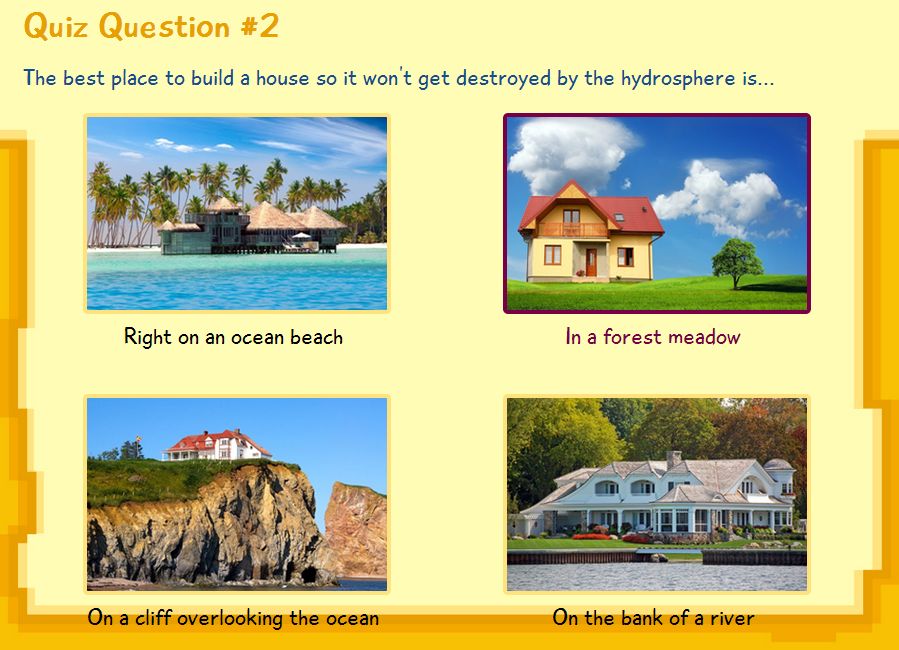 Quiz Question #2
The best place to build a house so it won't get destroyed by the hydrosphere is...
Right on an ocean beach
In a forest meadow
On a cliff overlooking the ocean
On the bank of a river